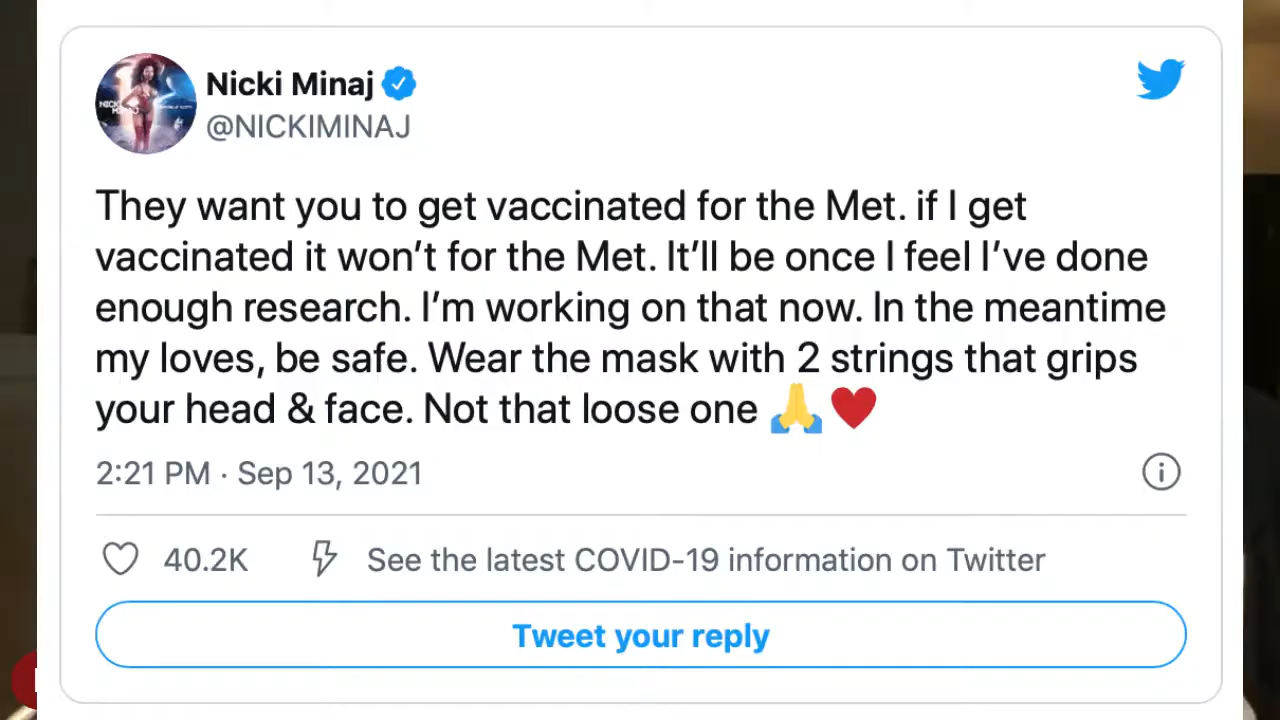 Nicki Minaj
@NICKIMINAJ
They want you to get vaccinated for the Met. if I get
vaccinated it won’t for the Met. It’ll be once I feel I’ve done
enough research. I’m working on that now. In the meantime
my loves, be safe. Wear the mask with 2 strings that grips
your head & face. Not that loose one 🙏❤️
2:21 PM · Sep 13, 2021
40.2K
See the latest COVID-19 information on Twitter
Tweet your reply